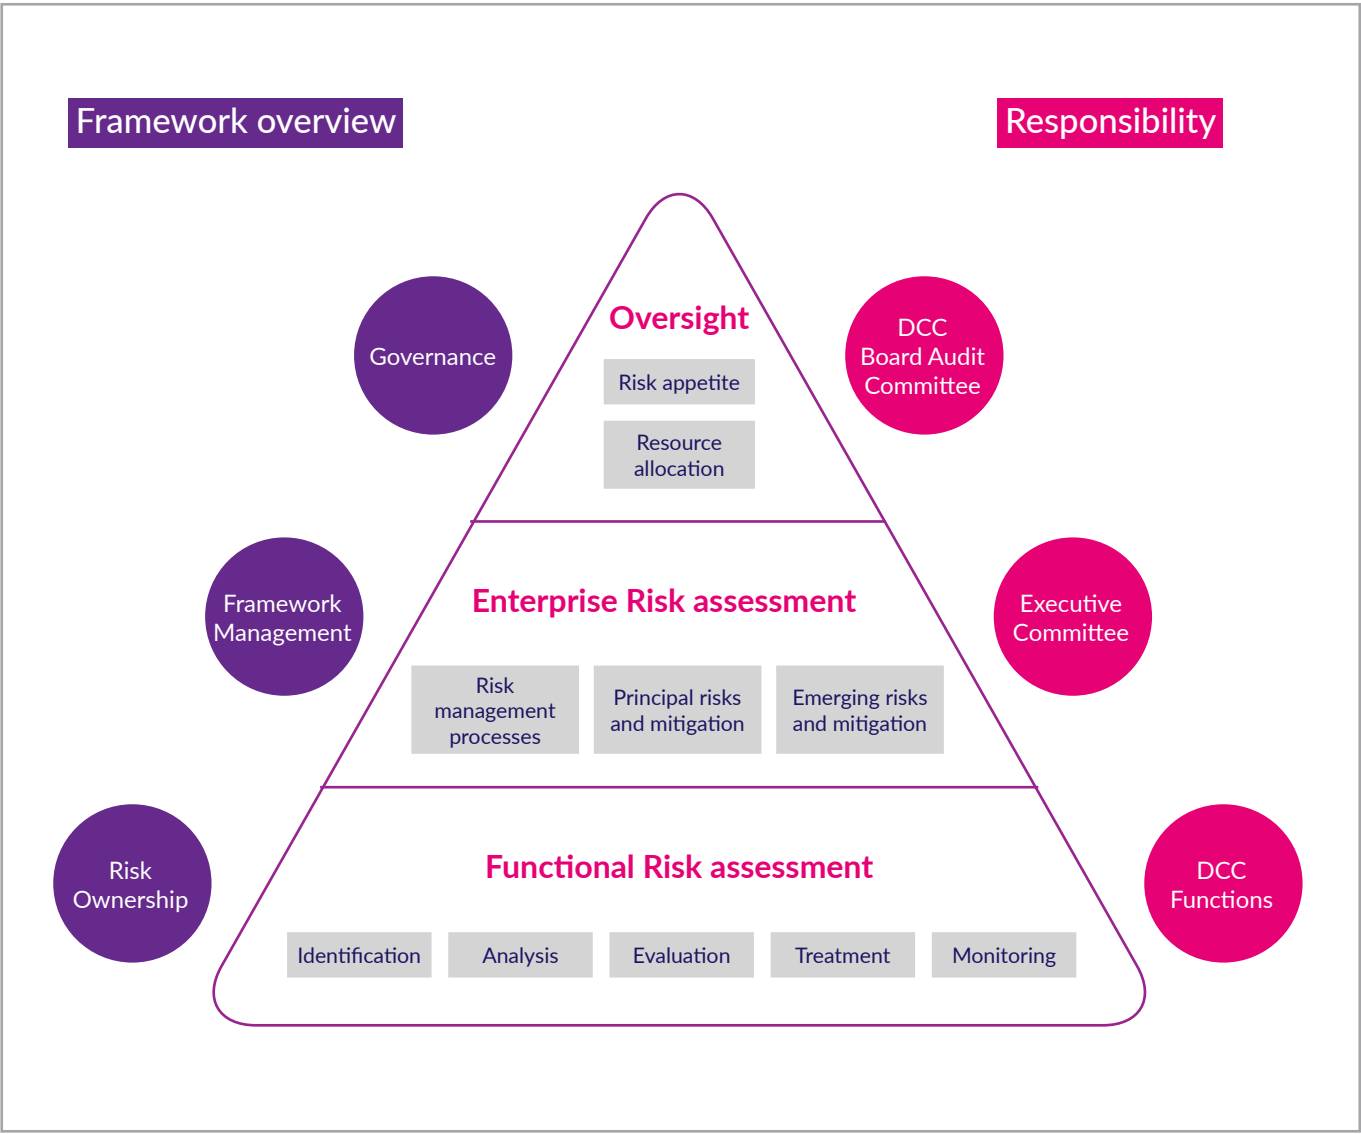 Framework overview
Responsibility
Governance
Oversight
Risk appetite
Resource
allocation
DCC
Board Audit
Committee
Framework
Management
Enterprise Risk assessment
Risk
management
processes
Principal risks
and mitigation
Emerging risks
and mitigation
Executive
Committee
Risk
Ownership
Functional Risk assessment
Identification
Analysis
Evaluation
Treatment
Monitoring
DCC
Functions